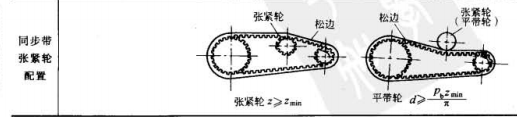 同步带
张紧轮
配置
张紧轮
松边
张紧轮 z≥z_min
松边
张紧轮
(平带轮)
平带轮 d≥p_b z_min/π